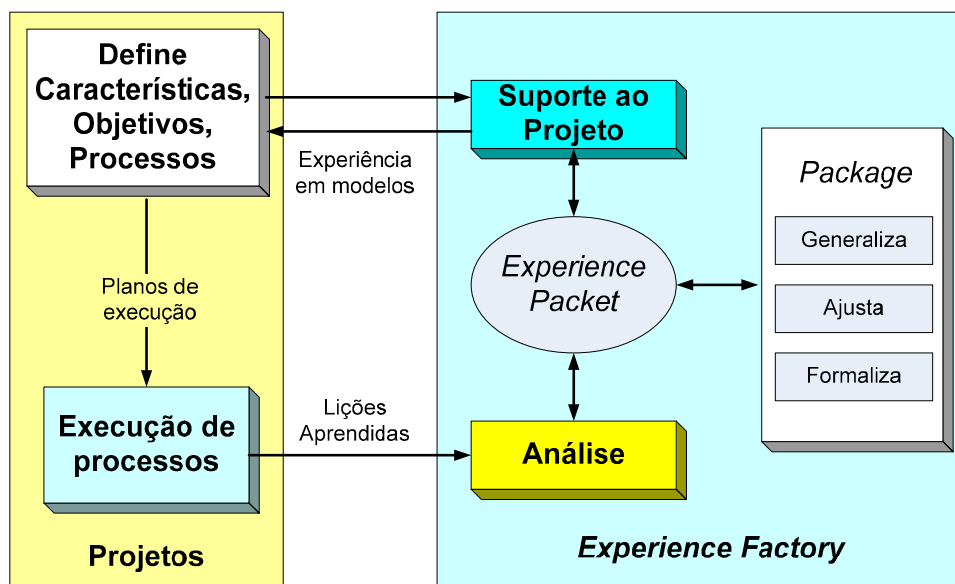 Define
Características,
Objetivos,
Processos
Planos de
execução
Execução de
processos
Projetos
Experiência
em modelos
Lições
Aprendidas
Suporte ao
Projeto
Experience
Packet
Análise
Package
Generaliza
Ajusta
Formaliza
Experience Factory